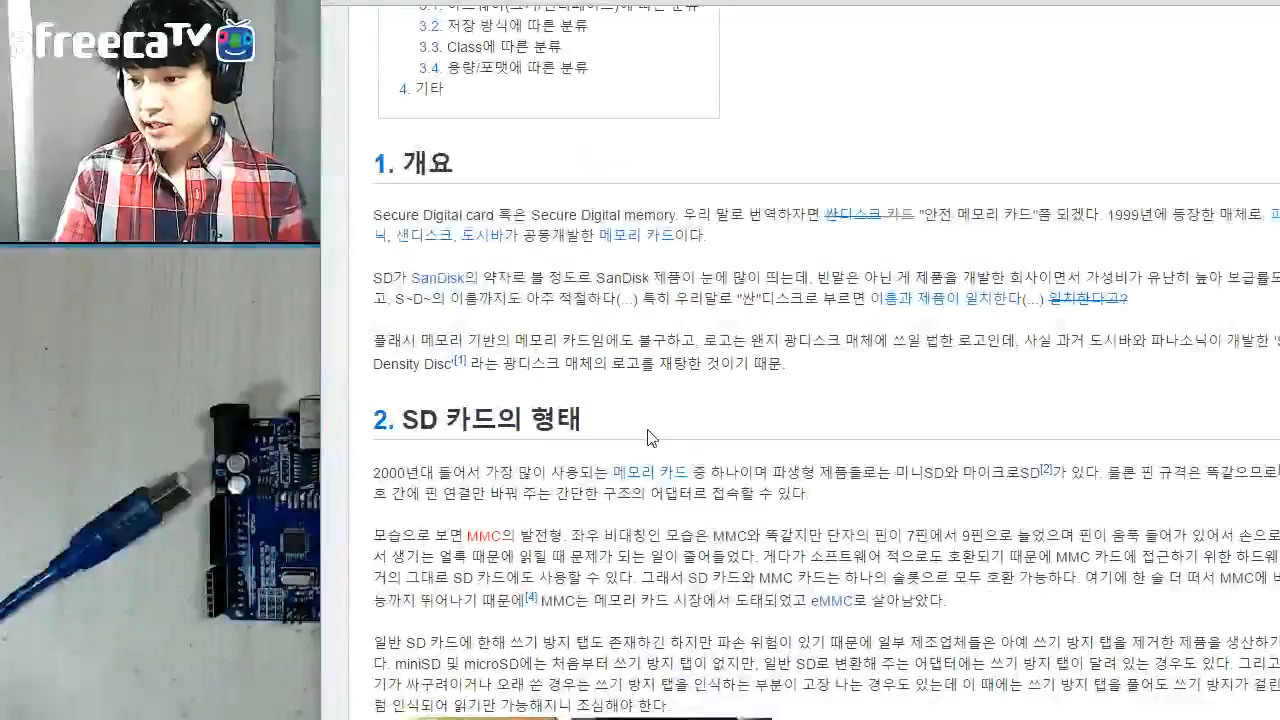 afreecaTV
3.2. 저장 방식에 따른 분류
3.3. Class에 따른 분류
3.4. 용량/포맷에 따른 분류
4. 기타
1. 개요
Secure Digital card 혹은 Secure Digital memory. 우리 말로 번역하자면 싼디스크 카드 "안전 메모리 카드"쯤 되겠다. 1999년에 등장한 매체로,
닉, 샌디스크, 도시바가 공동개발한 메모리 카드이다.
SD가 SanDisk의 약자로 볼 정도로 SanDisk 제품이 눈에 많이 띄는데, 빈말은 아닌 게 제품을 개발한 회사이면서 가성비가 유난히 높아 보급률도
고, S~D~의 이름까지도 아주 적절하다(...) 특히 우리말로 "싼"디스크로 부르면 이름과 제품이 일치한다(...) 일치한다고?
플래시 메모리 기반의 메모리 카드임에도 불구하고, 로고는 왠지 광디스크 매체에 쓰일 법한 로고인데, 사실 과거 도시바와 파나소닉이 개발한
Density Disc'[1] 라는 광디스크 매체의 로고를 재탕한 것이기 때문.
2. SD 카드의 형태
2000년대 들어서 가장 많이 사용되는 메모리 카드 중 하나이며 파생형 제품들로는 미니SD와 마이크로SD[2]가 있다. 물론 핀 규격은 똑같으므로
호 간에 핀 연결만 바꿔 주는 간단한 구조의 어댑터로 접속할 수 있다.
모습으로 보면 MMC의 발전형. 좌우 비대칭인 모습은 MMC와 똑같지만 단자의 핀이 7핀에서 9핀으로 늘었으며 핀이 움푹 들어가 있어서 손으로
서 생기는 얼룩 때문에 읽힐 때 문제가 되는 일이 줄어들었다. 게다가 소프트웨어 적으로도 호환되기 때문에 MMC 카드에 접근하기 위한 하드웨
거의 그대로 SD 카드에도 사용할 수 있다. 그래서 SD 카드와 MMC 카드는 하나의 슬롯으로 모두 호환 가능하다. 여기에 한 술 더 떠서 MMC에 비
능까지 뛰어나기 때문에[4] MMC는 메모리 카드 시장에서 도태되었고 eMMC로 살아남았다.
일반 SD 카드에 한해 쓰기 방지 탭도 존재하긴 하지만 파손 위험이 있기 때문에 일부 제조업체들은 아예 쓰기 방지 탭을 제거한 제품을 생산하기
다. miniSD 및 microSD에는 처음부터 쓰기 방지 탭이 없지만, 일반 SD로 변환해 주는 어댑터에는 쓰기 방지 탭이 달려 있는 경우도 있다. 그리고
기가 싸구려이거나 오래 쓴 경우는 쓰기 방지 탭을 인식하는 부분이 고장 나는 경우도 있는데 이 때에는 쓰기 방지 탭을 풀어도 쓰기 방지가 걸린
럼 인식되어 읽기만 가능해지니 조심해야 한다.